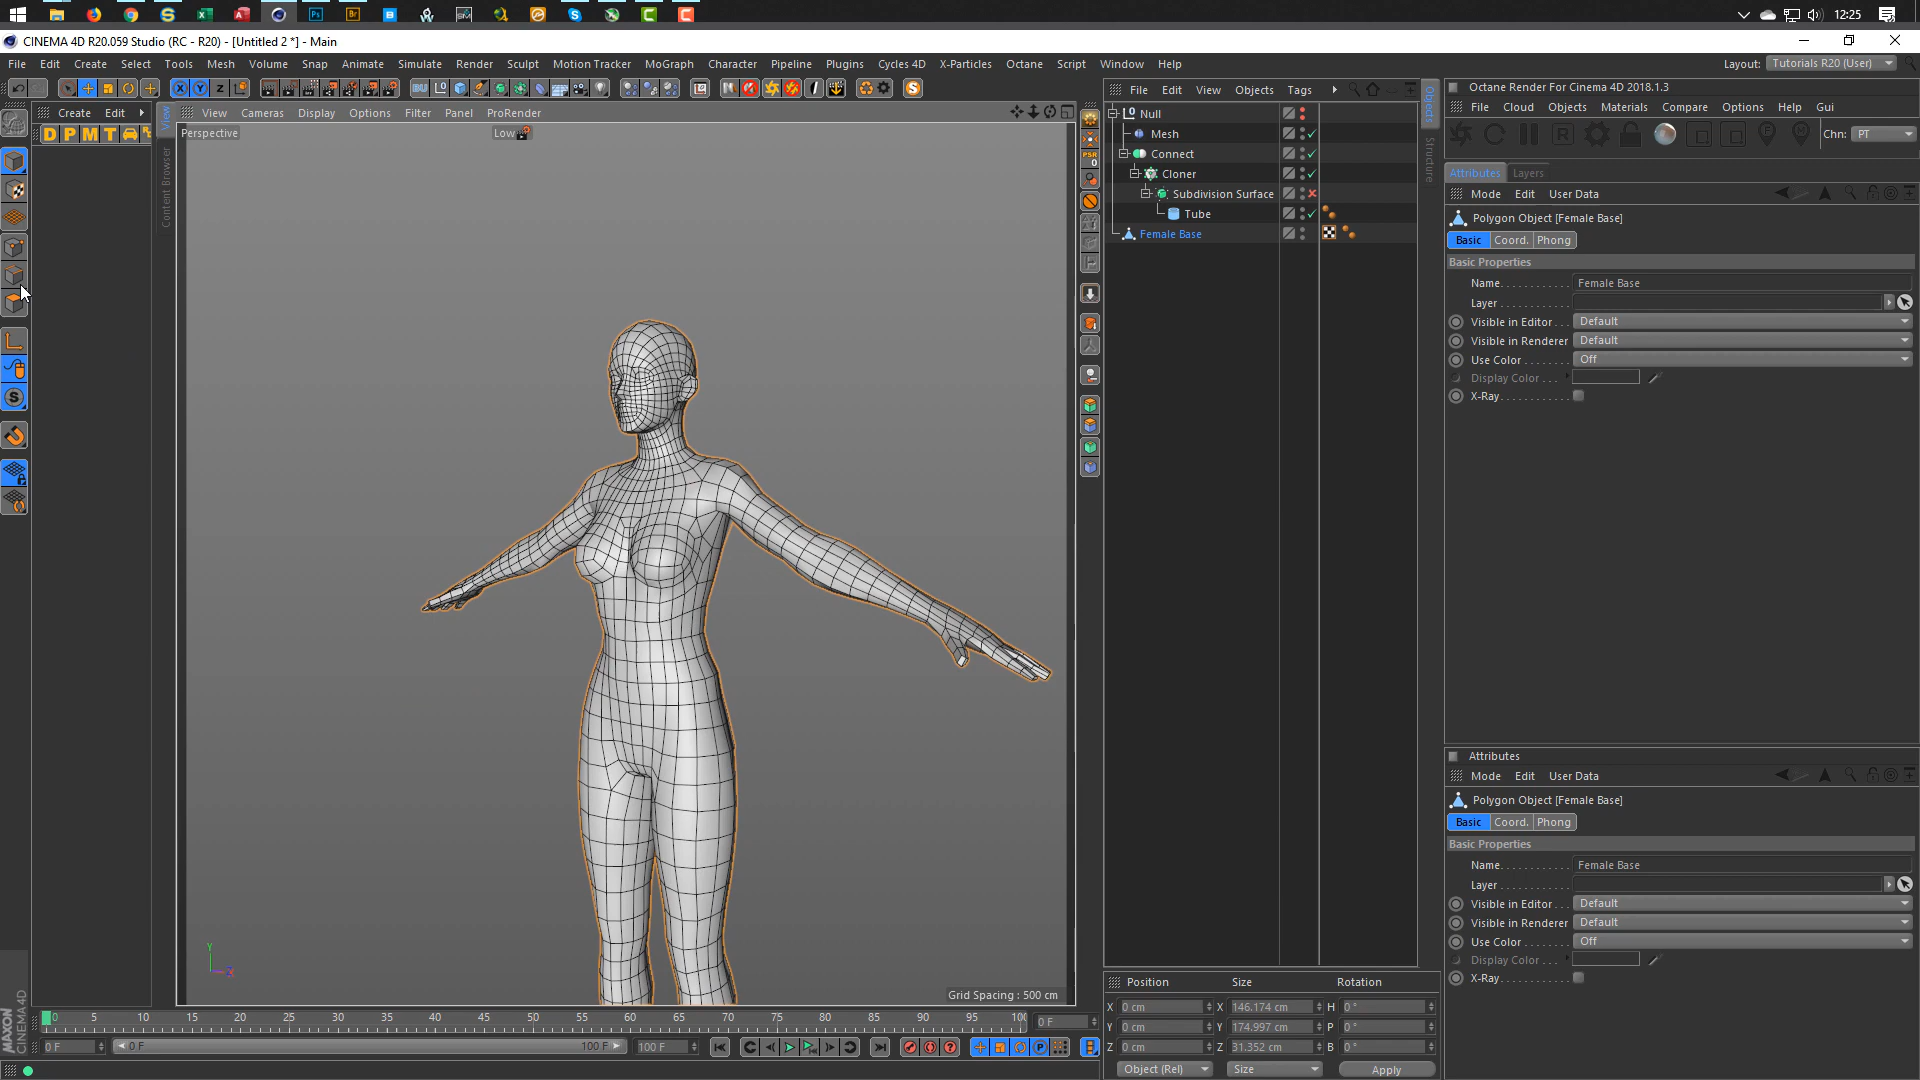 12:25
CINEMA 4D R20.059 Studio (RC - R20) - [Untitled 2 *] - Main
File Edit Create Select Tools Mesh Volume Snap Animate Simulate Render Sculpt Motion Tracker MoGraph Character Pipeline Plugins Cycles 4D X-Particles Octane Script Window Help
Layout: Tutorials R20 (User)
X Y Z
File Edit View Objects Tags
Octane Render For Cinema 4D 2018.1.3
File Cloud Objects Materials Compare Options Help Gui
Chn: PT
Create Edit
D P M T
View
Content Browser
View Cameras Display Options Filter Panel ProRender
Perspective
Low
PSR
0
Null
Mesh
Connect
Cloner
Subdivision Surface
Tube
Female Base
Objects
Structure
Attributes Layers
Mode Edit User Data
Polygon Object [Female Base]
Basic Coord. Phong
Basic Properties
Name Female Base
Layer
Visible in Editor Default
Visible in Renderer Default
Use Color Off
Display Color
X-Ray
Attributes
Mode Edit User Data
Polygon Object [Female Base]
Basic Coord. Phong
Basic Properties
Name Female Base
Layer
Visible in Editor Default
Visible in Renderer Default
Use Color Off
Display Color
X-Ray
Y
Grid Spacing : 500 cm
Position Size Rotation
X 0 cm X 146.174 cm H 0 °
Y 0 cm Y 174.997 cm P 0 °
Z 0 cm Z 31.352 cm B 0 °
Object (Rel) Size Apply
0 5 10 15 20 25 30 35 40 45 50 55 60 65 70 75 80 85 90 95 100
0 F
0 F 0 F 100 F 100 F
MAXON
CINEMA 4D